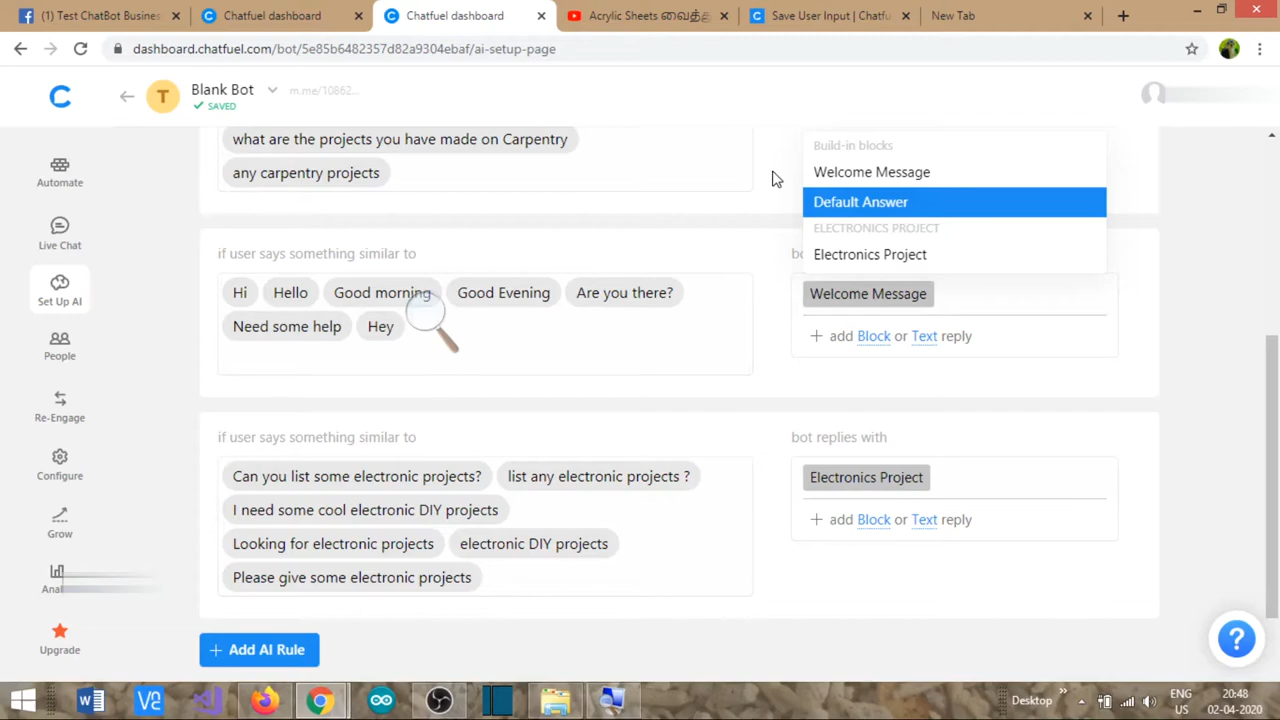 (1) Test ChatBot Busines
Chatfuel dashboard
Chatfuel dashboard
Acrylic Sheets வைத்த
Save User Input | Chatfu
New Tab
dashboard.chatfuel.com/bot/5e85b6482357d82a9304ebaf/ai-setup-page
T
Blank Bot
m.me/10862...
SAVED
Automate
Live Chat
Set Up AI
People
Re-Engage
Configure
Grow
Anal
Upgrade
what are the projects you have made on Carpentry
any carpentry projects
Build-in blocks
Welcome Message
Default Answer
ELECTRONICS PROJECT
Electronics Project
if user says something similar to
bo
Hi Hello Good morning Good Evening Are you there?
Need some help Hey
Welcome Message
+ add Block or Text reply
if user says something similar to
bot replies with
Can you list some electronic projects? list any electronic projects ?
I need some cool electronic DIY projects
Looking for electronic projects electronic DIY projects
Please give some electronic projects
Electronics Project
+ add Block or Text reply
+ Add AI Rule
?
Desktop
ENG
US
20:48
02-04-2020